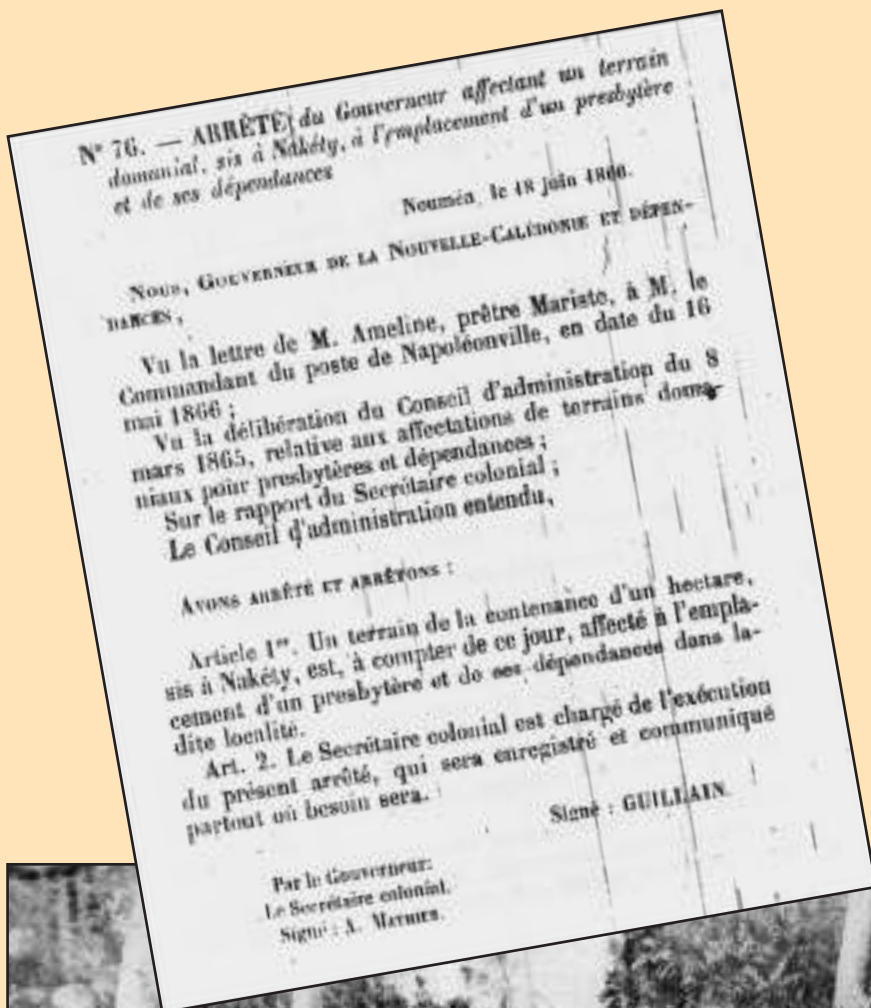 N° 76. — ARRÊTÉ du Gouverneur affectant un terrain
domanial, sis à Nakéty, à l'emplacement d'un presbytère
et de ses dépendances
Nouméa, le 18 juin 1866.
Nous, Gouverneur de la Nouvelle-Calédonie et dépen-
dances,
Vu la lettre de M. Ameline, prêtre Mariste, à M. le
Commandant du poste de Napoléonville, en date du 16
mai 1866 ;
Vu la délibération du Conseil d'administration du 8
mars 1865, relative aux affectations de terrains doma-
niaux pour presbytères et dépendances ;
Sur le rapport du Secrétaire colonial ;
Le Conseil d'administration entendu,
Avons arrêté et arrêtons :
Article 1er. Un terrain de la contenance d'un hectare,
sis à Nakéty, est, à compter de ce jour, affecté à l'empla-
cement d'un presbytère et de ses dépendances dans la-
dite localité.
Art. 2. Le Secrétaire colonial est chargé de l'exécution
du présent arrêté, qui sera enregistré et communiqué
partout où besoin sera.
Signé : GUILLAIN.
Par le Gouverneur:
Le Secrétaire colonial,
Signé : A. Mathieu.